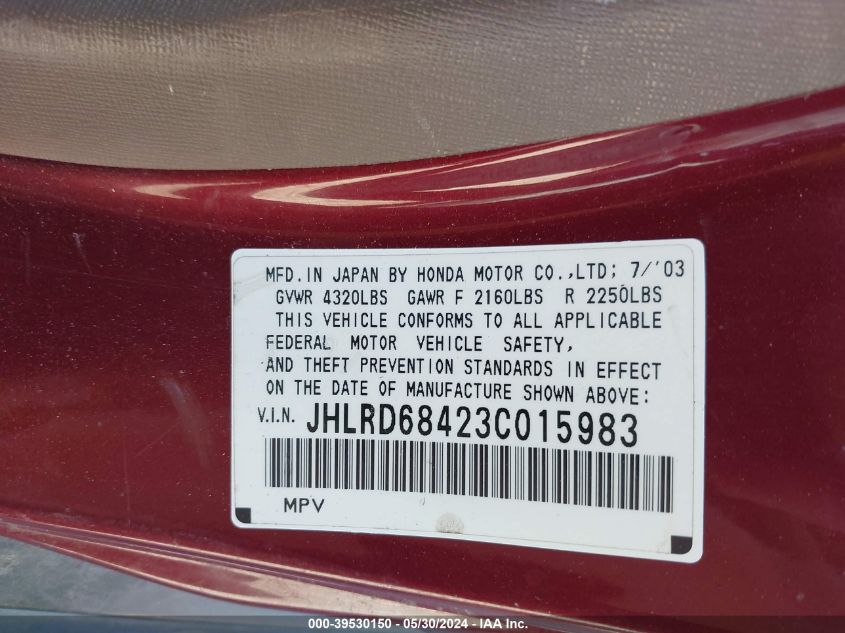 MFD.IN JAPAN BY HONDA MOTOR CO.,LTD; 7/'03
GVWR 4320LBS GAWR F 2160LBS R 2250LBS
THIS VEHICLE CONFORMS TO ALL APPLICABLE
FEDERAL MOTOR VEHICLE SAFETY,
AND THEFT PREVENTION STANDARDS IN EFFECT
ON THE DATE OF MANUFACTURE SHOWN ABOVE:
V.I.N. JHLRD68423C015983
MPV
000-39530150 - 05/30/2024 - IAA Inc.